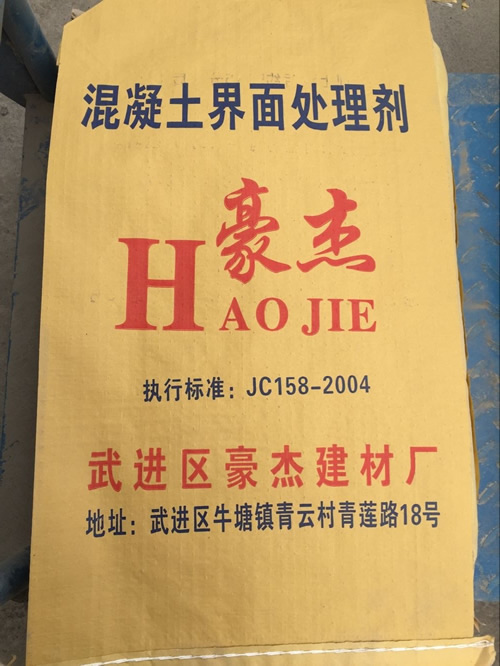 混凝土界面处理剂
豪杰
HAO JIE
执行标准：JC158-2004
武进区豪杰建材厂
地址：武进区牛塘镇青云村青莲路18号